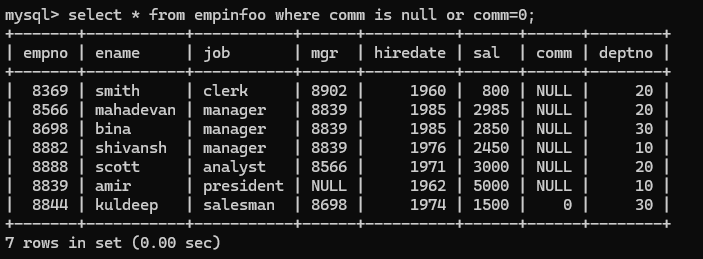 mysql> select * from empinfoo where comm is null or comm=0;
+-------+-----------+-----------+------+----------+------+------+--------+
| empno | ename     | job       | mgr  | hiredate | sal  | comm | deptno |
+-------+-----------+-----------+------+----------+------+------+--------+
|  8369 | smith     | clerk     | 8902 |     1960 |  800 | NULL |     20 |
|  8566 | mahadevan | manager   | 8839 |     1985 | 2985 | NULL |     20 |
|  8698 | bina      | manager   | 8839 |     1985 | 2850 | NULL |     30 |
|  8882 | shivansh  | manager   | 8839 |     1976 | 2450 | NULL |     10 |
|  8888 | scott     | analyst   | 8566 |     1971 | 3000 | NULL |     20 |
|  8839 | amir      | president | NULL |     1962 | 5000 | NULL |     10 |
|  8844 | kuldeep   | salesman  | 8698 |     1974 | 1500 |    0 |     30 |
+-------+-----------+-----------+------+----------+------+------+--------+
7 rows in set (0.00 sec)